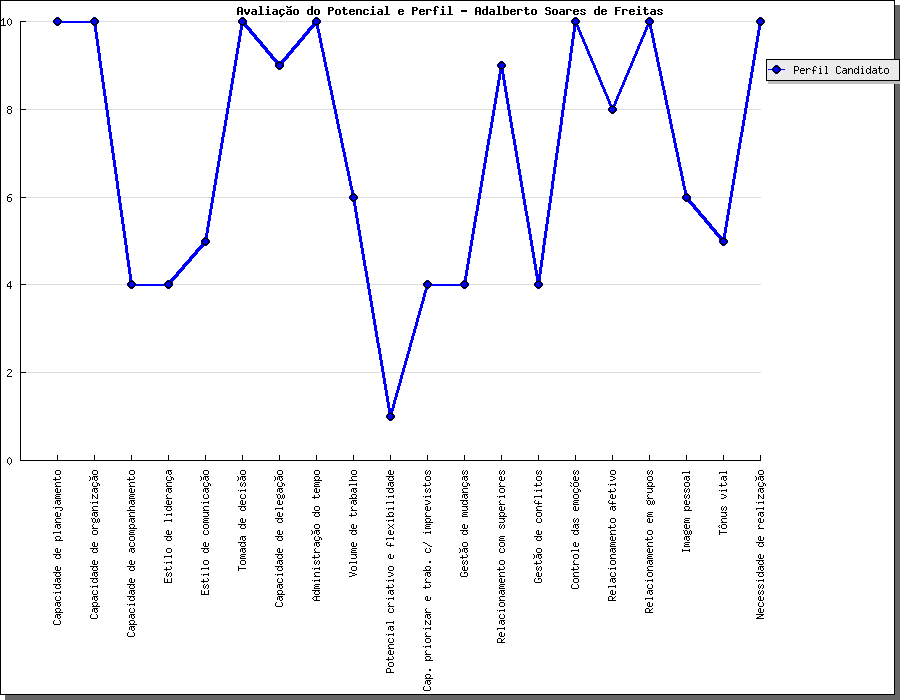 Avaliação do Potencial e Perfil - Adalberto Soares de Freitas
10
8
6
4
2
0
Perfil Candidato
Capacidade de planejamento
Capacidade de organização
Capacidade de acompanhamento
Estilo de liderança
Estilo de comunicação
Tomada de decisão
Capacidade de delegação
Administração do tempo
Volume de trabalho
Potencial criativo e flexibilidade
Cap. priorizar e trab. c/ imprevistos
Gestão de mudanças
Relacionamento com superiores
Gestão de conflitos
Controle das emoções
Relacionamento afetivo
Relacionamento em grupos
Imagem pessoal
Tônus vital
Necessidade de realização